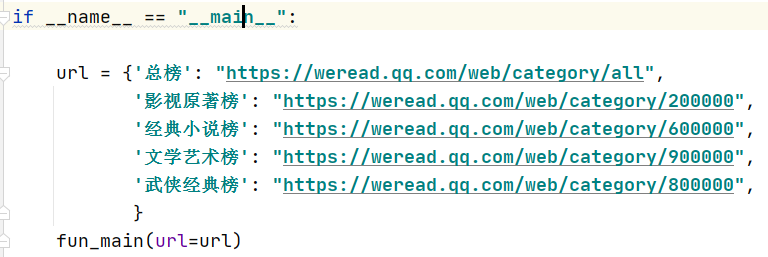 if __name__ == "__main__":
url = {'总榜': "https://weread.qq.com/web/category/all",
'影视原著榜': "https://weread.qq.com/web/category/200000",
'经典小说榜': "https://weread.qq.com/web/category/600000",
'文学艺术榜': "https://weread.qq.com/web/category/900000",
'武侠经典榜': "https://weread.qq.com/web/category/800000",
}
fun_main(url=url)